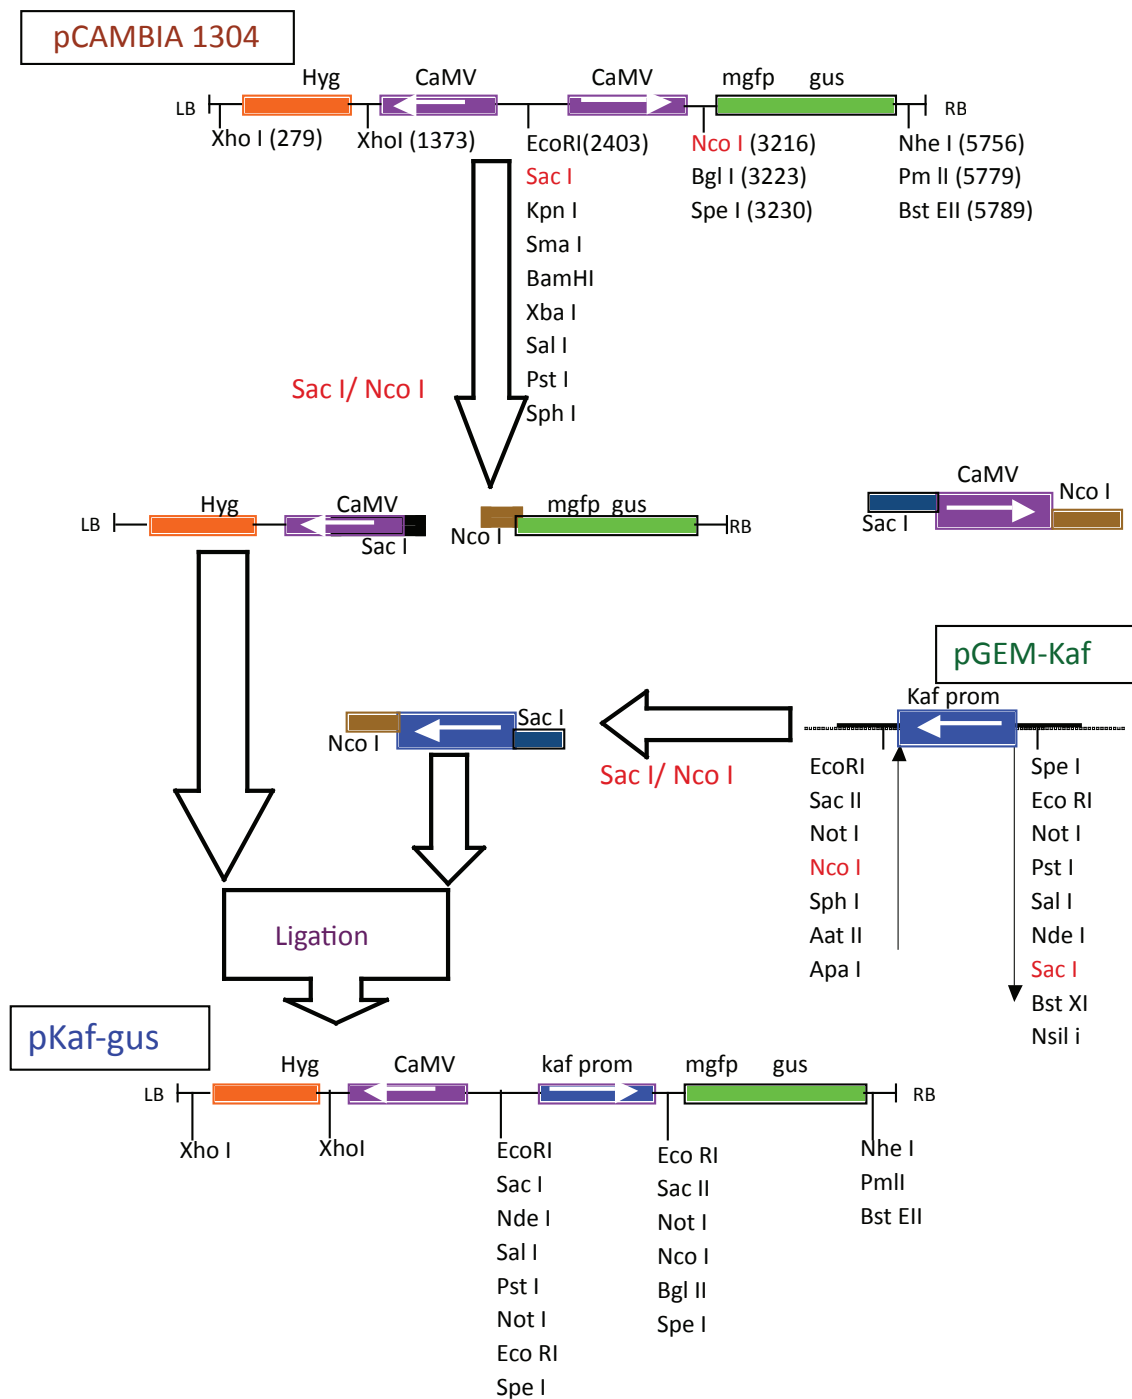 pCAMBIA 1304
Hyg CaMV CaMV mgfp gus
LB RB
Xho I (279) XhoI (1373) EcoRI(2403) Nco I (3216) Nhe I (5756)
Sac I Bgl I (3223) Pm lI (5779)
Kpn I Spe I (3230) Bst EII (5789)
Sma I
BamHI
Xba I
Sal I
Pst I
Sph I
Sac I/ Nco I
Hyg CaMV mgfp gus CaMV
LB Sac I Nco I RB Sac I Nco I
pGEM-Kaf
Kaf prom
Nco I Sac I
Sac I/ Nco I
EcoRI Spe I
Sac II Eco RI
Not I Not I
Nco I Pst I
Sph I Sal I
Aat II Nde I
Apa I Sac I
Bst XI
Nsil i
Ligation
pKaf-gus
Hyg CaMV kaf prom mgfp gus
LB RB
Xho I XhoI EcoRI Eco RI Nhe I
Sac I Sac II PmlI
Nde I Not I Bst EII
Sal I Nco I
Pst I Bgl II
Not I Spe I
Eco RI
Spe I